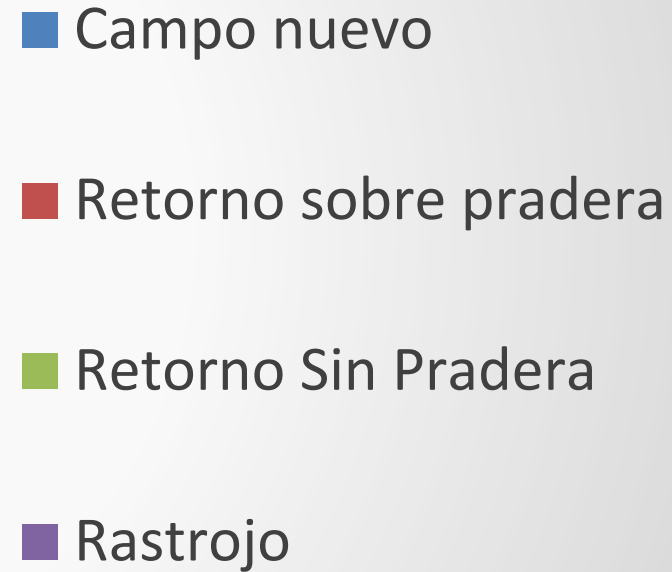 Campo nuevo
Retorno sobre pradera
Retorno Sin Pradera
Rastrojo